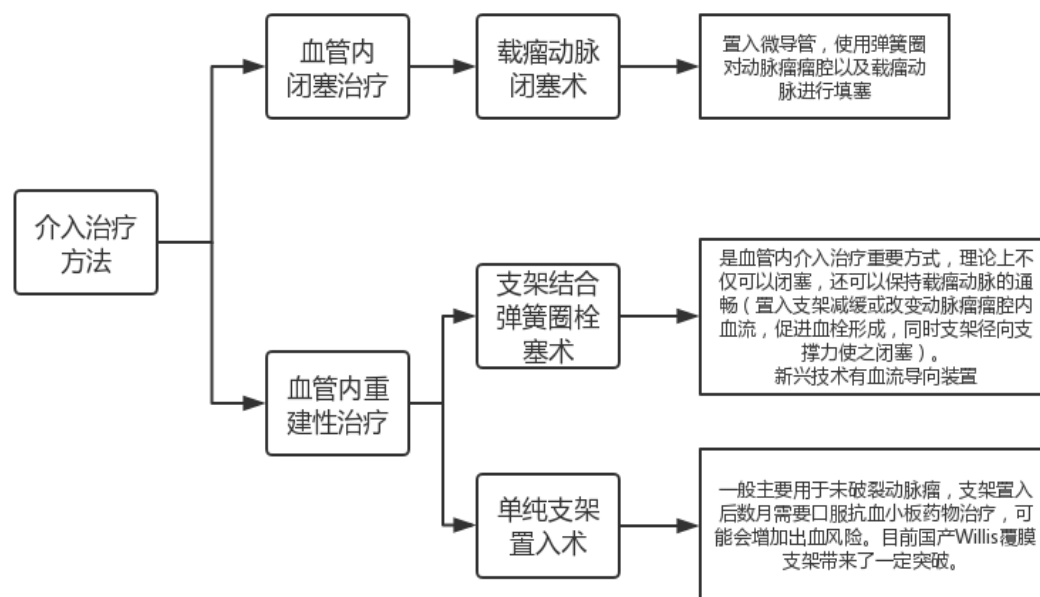 介入治疗
方法
血管内
闭塞治疗
载瘤动脉
闭塞术
置入微导管，使用弹簧圈
对动脉瘤瘤腔以及载瘤动
脉进行填塞
血管内重
建性治疗
支架结合
弹簧圈栓
塞术
是血管内介入治疗重要方式，理论上不
仅可以闭塞，还可以保持载瘤动脉的通
畅（置入支架减缓或改变动脉瘤瘤腔内
血流，促进血栓形成，同时支架径向支
撑力使之闭塞）。
新兴技术有血流导向装置
单纯支架
置入术
一般主要用于未破裂动脉瘤，支架置入
后数月需要口服抗血小板药物治疗，可
能会增加出血风险。目前国产Willis覆膜
支架带来了一定突破。